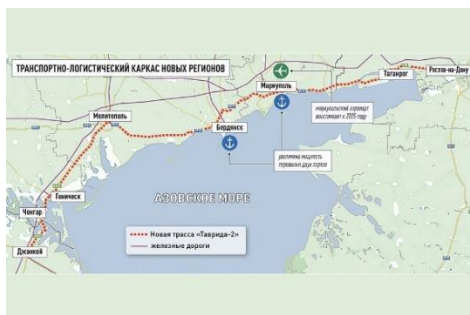 ТРАНСПОРТНО-ЛОГИСТИЧЕСКИЙ КАРКАС НОВЫХ РЕГИОНОВ
Ростов-на-Дону
Таганрог
Мариуполь
мариупольский аэропорт
восстановят к 2025 году
Мелитополь
Бердянск
увеличена мощность
перевалки двух портов
Геническ
АЗОВСКОЕ МОРЕ
Чонгар
Джанкой
Новая трасса «Таврида-2»
железные дороги